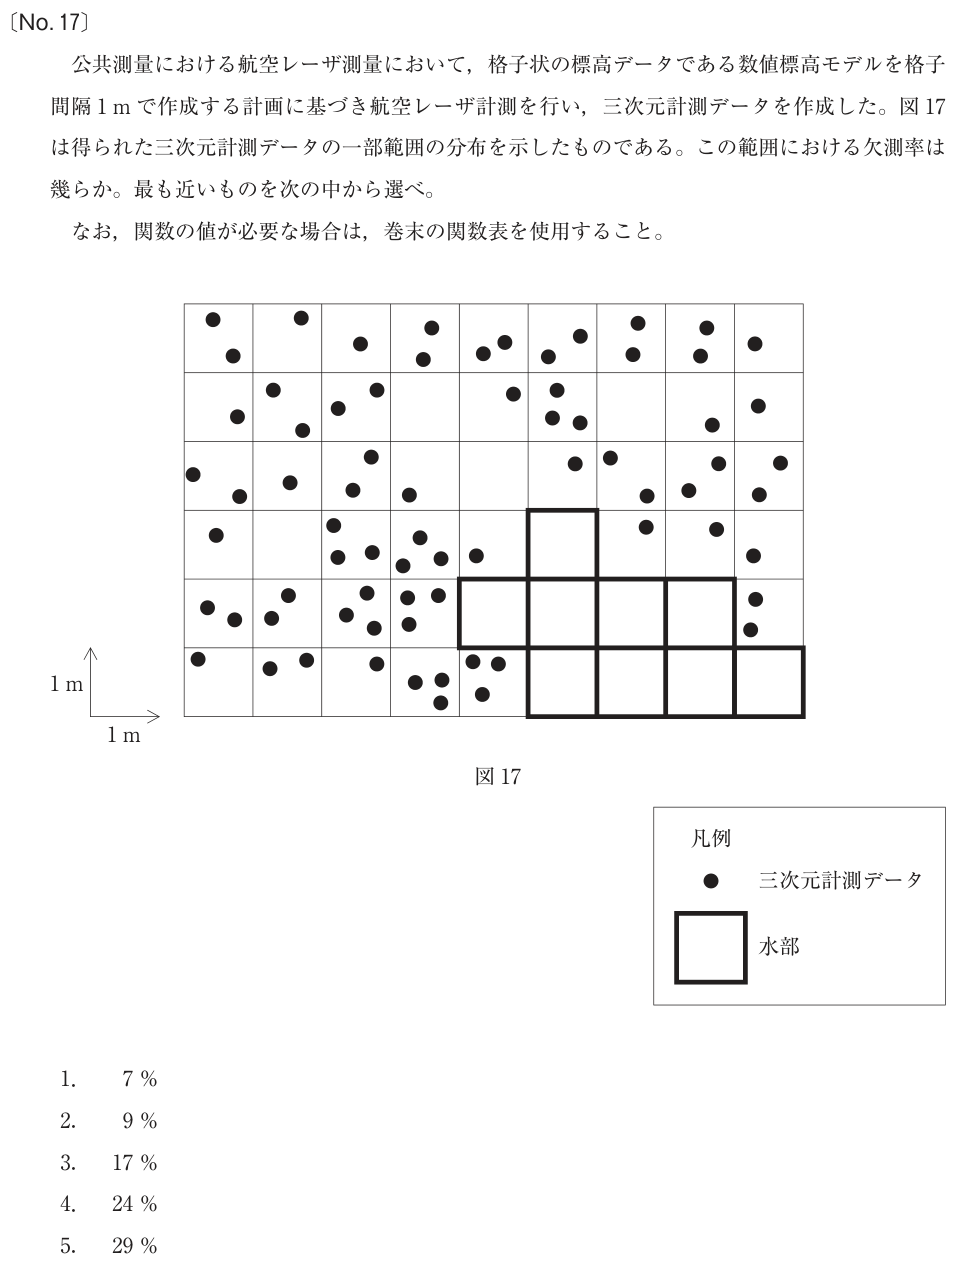 〔No. 17〕
公共測量における航空レーザ測量において，格子状の標高データである数値標高モデルを格子
間隔 1 m で作成する計画に基づき航空レーザ計測を行い，三次元計測データを作成した。図 17
は得られた三次元計測データの一部範囲の分布を示したものである。この範囲における欠測率は
幾らか。最も近いものを次の中から選べ。
なお，関数の値が必要な場合は，巻末の関数表を使用すること。
1 m
1 m
図 17
凡例
三次元計測データ
水部
1. 7 %
2. 9 %
3. 17 %
4. 24 %
5. 29 %